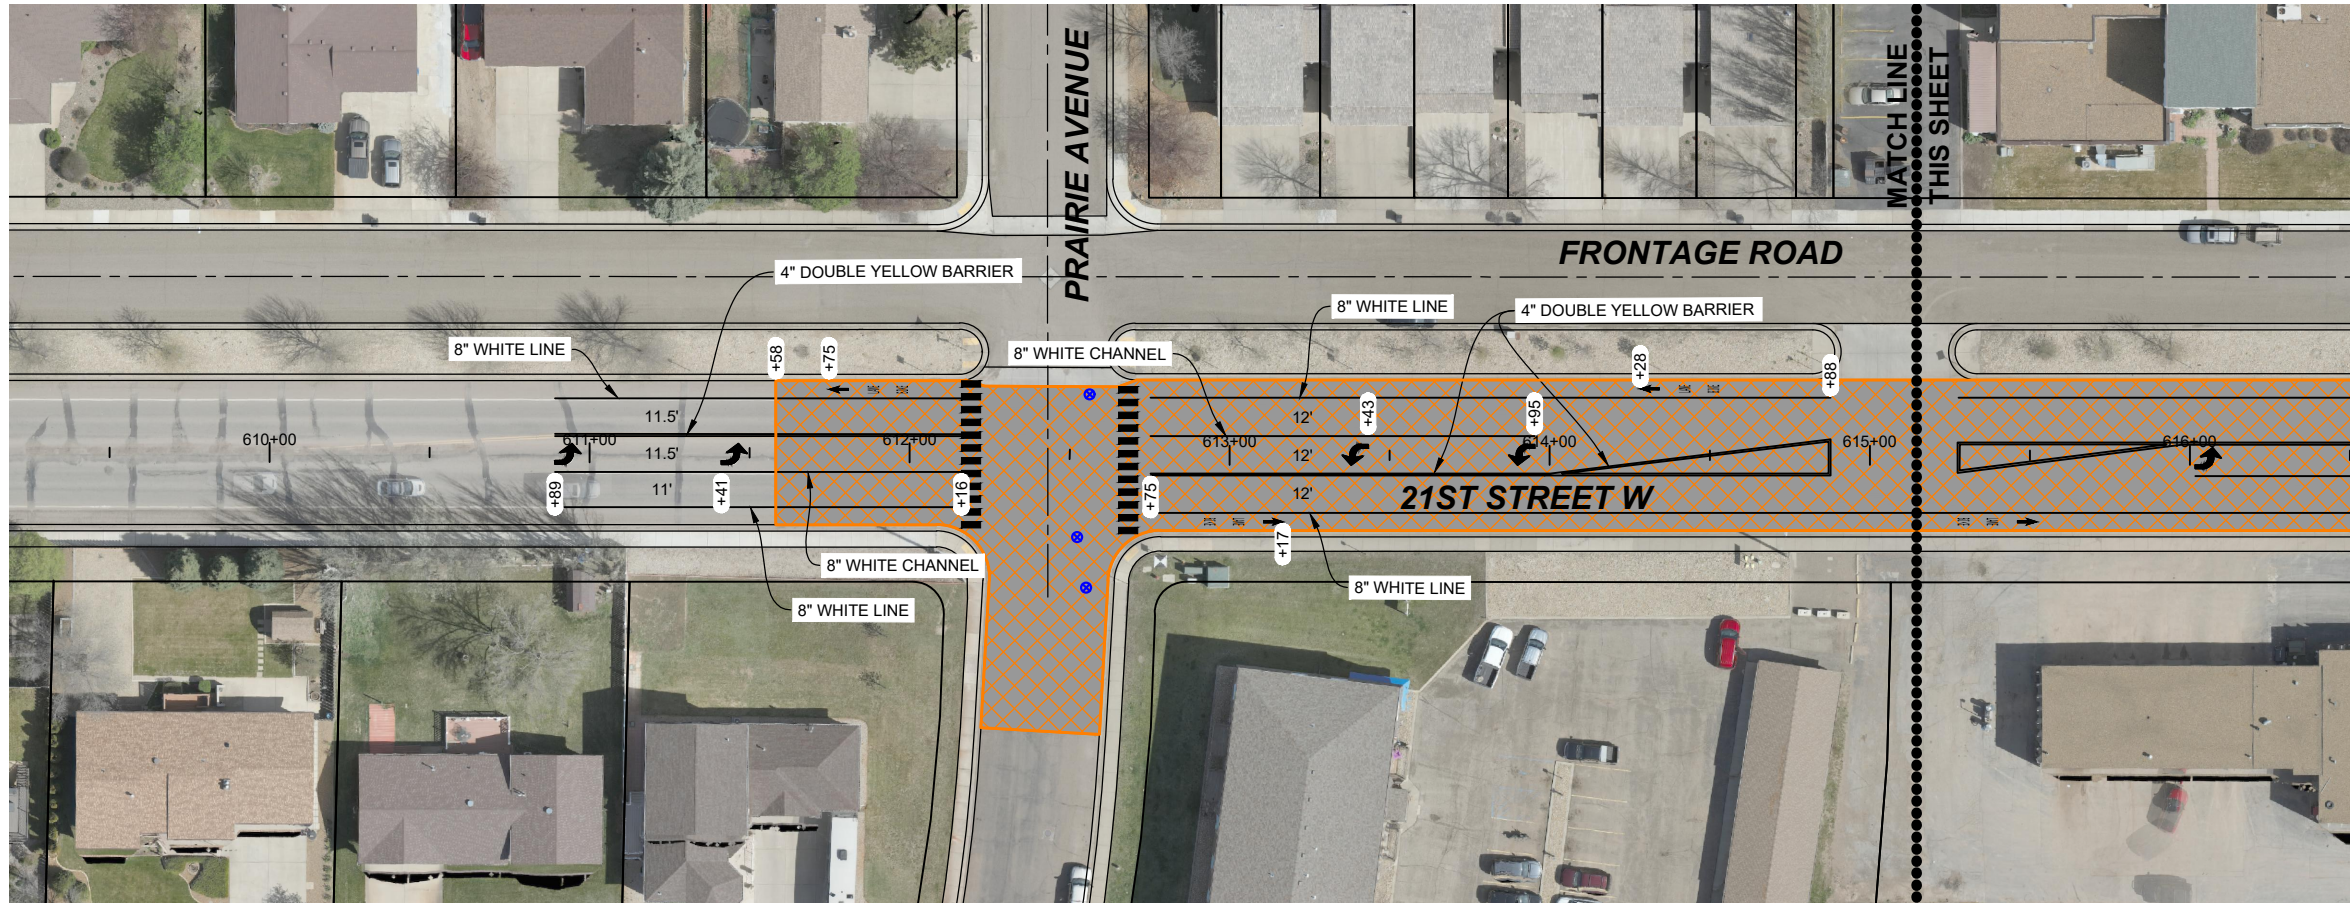 PRAIRIE AVENUE
MATCH LINE
THIS SHEET
FRONTAGE ROAD
4" DOUBLE YELLOW BARRIER
8" WHITE LINE
4" DOUBLE YELLOW BARRIER
8" WHITE LINE
8" WHITE CHANNEL
+58
+75
+28
+88
11.5'
12'
+43
+95
610+00
611+00
612+00
613+00
614+00
615+00
616+00
11.5'
12'
+89
11'
+41
+16
+75
12'
21ST STREET W
+17
8" WHITE CHANNEL
8" WHITE LINE
8" WHITE LINE